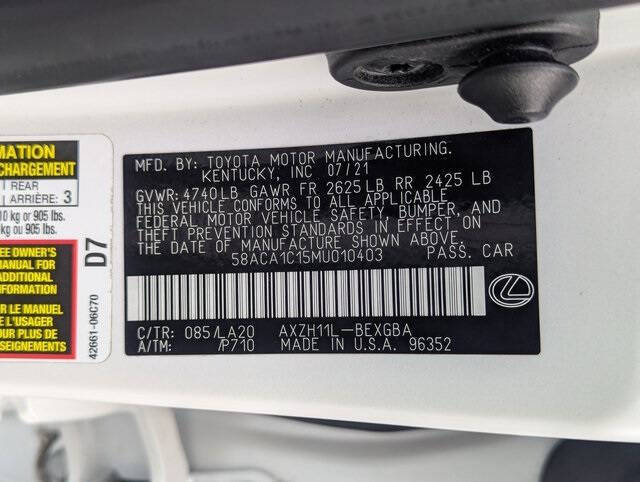 MATION
CHARGEMENT
REAR
ARRIÈRE: 3
10 kg or 905 lbs.
kg ou 905 lbs.
EE OWNER'S
MANUAL FOR
ADDITIONAL
R LE MANUEL
E L'USAGER
R PLUS DE
SEIGNEMENTS
D7
42661-06C70
MFD. BY: TOYOTA MOTOR MANUFACTURING.
KENTUCKY, INC 07/21
GVWR: 4740LB GAWR FR 2625LB RR 2425 LB
THIS VEHICLE CONFORMS TO ALL APPLICABLE
FEDERAL MOTOR VEHICLE SAFETY, BUMPER, AND
THEFT PREVENTION STANDARDS IN EFFECT ON
THE DATE OF MANUFACTURE SHOWN ABOVE.
58ACA1C15MU010403 PASS. CAR
C/TR: 085/LA20 AXZH11L-BEXGBA
A/TM: /P710 MADE IN U.S.A. 96352